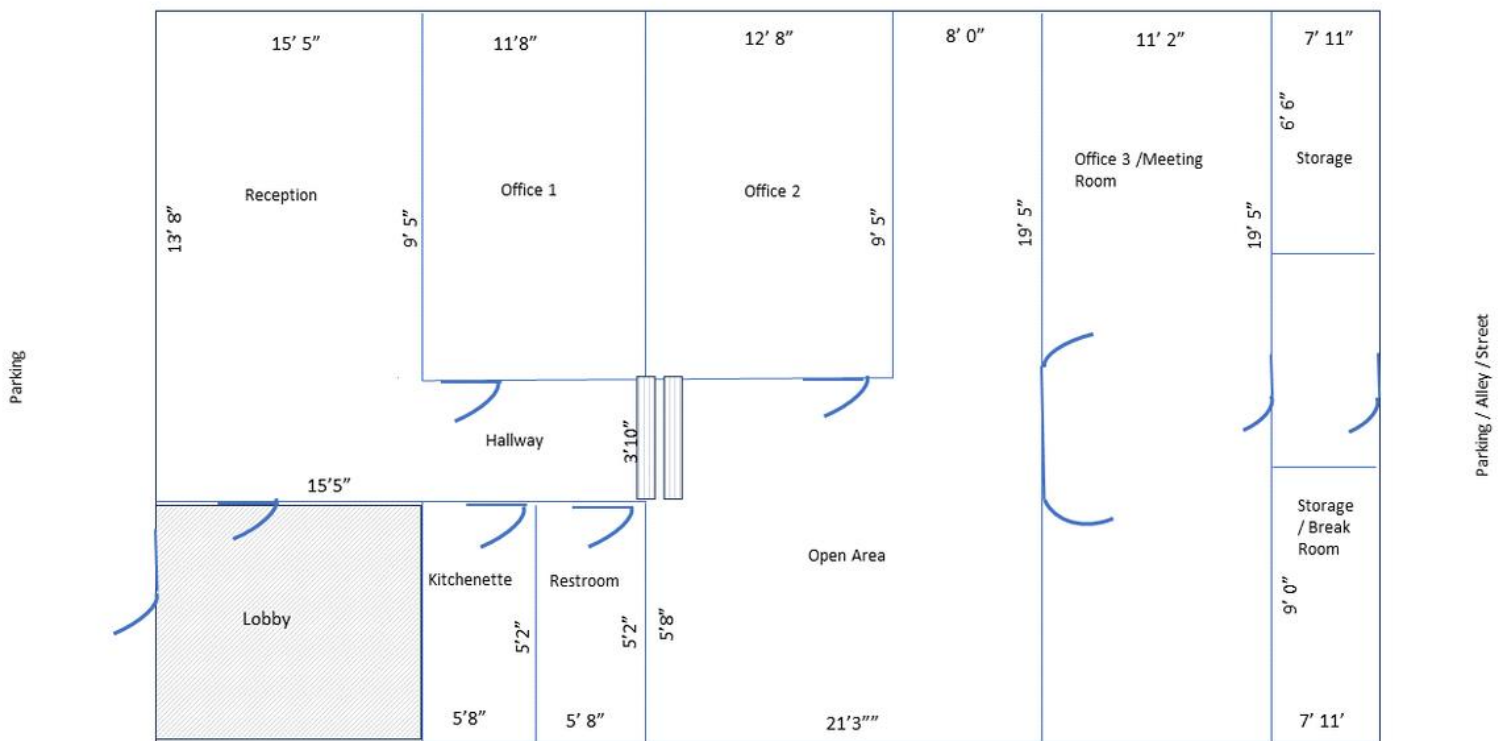 15’ 5”
11’8”
12’ 8”
8’ 0”
11’ 2”
7’ 11”
6’ 6”
Storage
Office 3 /Meeting
Room
Reception
Office 1
Office 2
13’ 8”
9’ 5”
9’ 5”
19’ 5”
19’ 5”
Parking
Parking / Alley / Street
Hallway
3’10”
15’5”
Storage
/ Break
Room
Open Area
Kitchenette
Restroom
Lobby
5’2”
5’2”
5’8”
9’ 0”
5’8”
5’ 8”
21’3””
7’ 11’